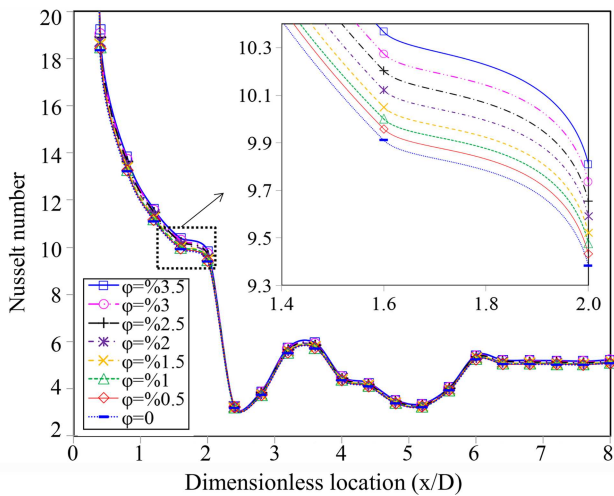 20
18
16
14
12
10
8
6
4
2
Nusselt number
10.3
10.1
9.9
9.7
9.5
9.3
1.4
1.6
1.8
2.0
φ=%3.5
φ=%3
φ=%2.5
φ=%2
φ=%1.5
φ=%1
φ=%0.5
φ=0
0 1 2 3 4 5 6 7 8
Dimensionless location (x/D)